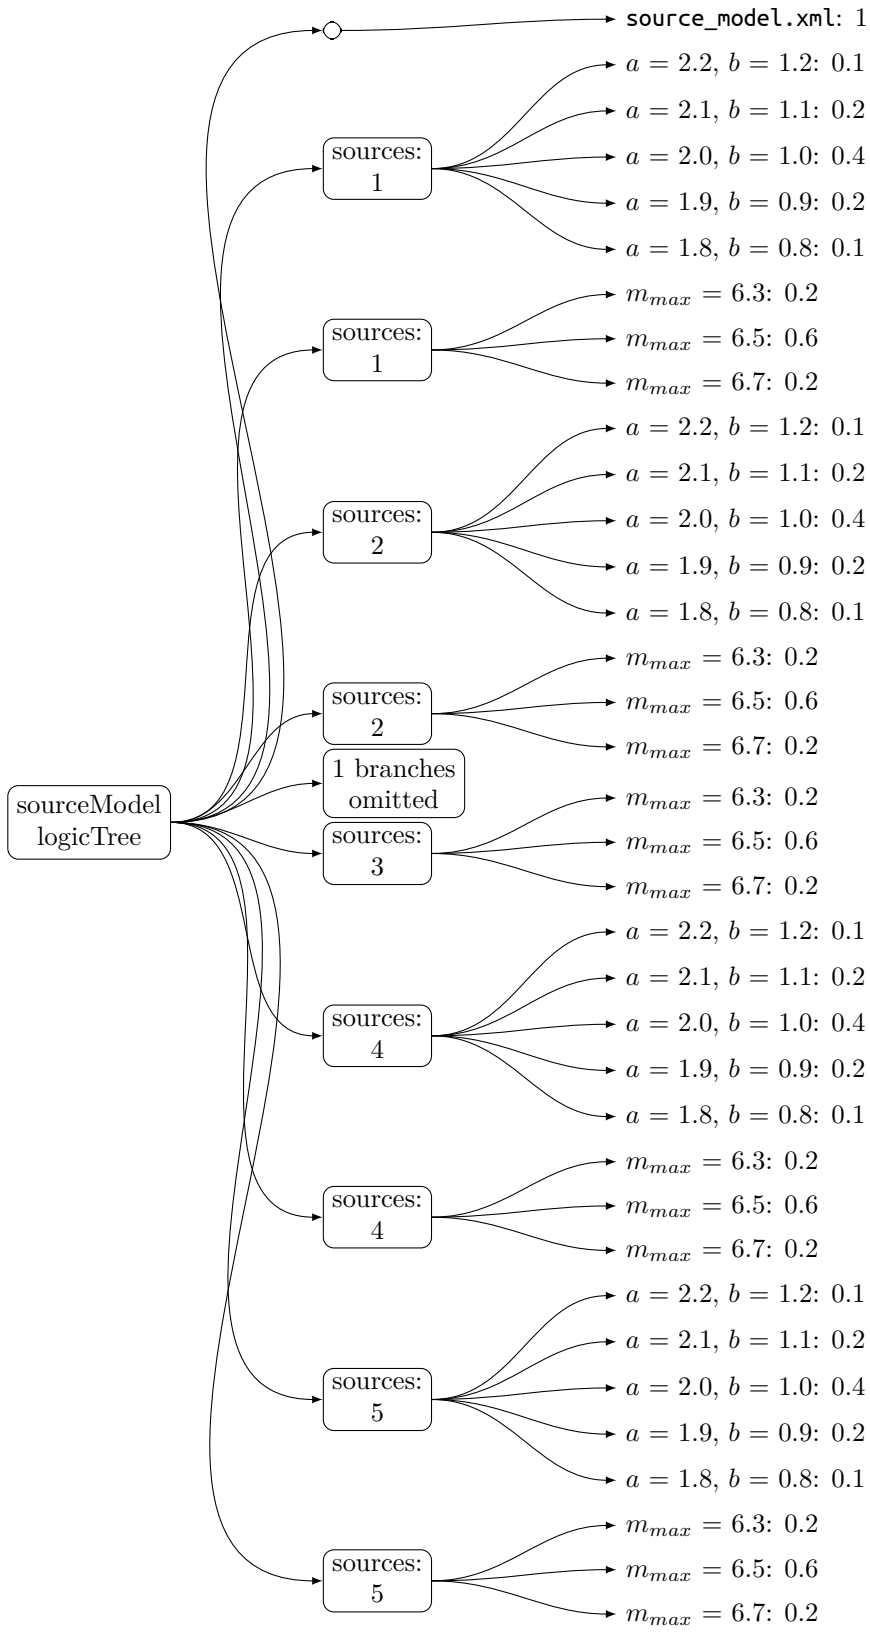 source_model.xml: 1
a = 2.2, b = 1.2: 0.1
a = 2.1, b = 1.1: 0.2
sources:
1
a = 2.0, b = 1.0: 0.4
a = 1.9, b = 0.9: 0.2
a = 1.8, b = 0.8: 0.1
m_max = 6.3: 0.2
sources:
1
m_max = 6.5: 0.6
m_max = 6.7: 0.2
a = 2.2, b = 1.2: 0.1
a = 2.1, b = 1.1: 0.2
sources:
2
a = 2.0, b = 1.0: 0.4
a = 1.9, b = 0.9: 0.2
a = 1.8, b = 0.8: 0.1
m_max = 6.3: 0.2
sources:
2
m_max = 6.5: 0.6
m_max = 6.7: 0.2
1 branches
omitted
sourceModel
logicTree
m_max = 6.3: 0.2
sources:
3
m_max = 6.5: 0.6
m_max = 6.7: 0.2
a = 2.2, b = 1.2: 0.1
a = 2.1, b = 1.1: 0.2
sources:
4
a = 2.0, b = 1.0: 0.4
a = 1.9, b = 0.9: 0.2
a = 1.8, b = 0.8: 0.1
m_max = 6.3: 0.2
sources:
4
m_max = 6.5: 0.6
m_max = 6.7: 0.2
a = 2.2, b = 1.2: 0.1
a = 2.1, b = 1.1: 0.2
sources:
5
a = 2.0, b = 1.0: 0.4
a = 1.9, b = 0.9: 0.2
a = 1.8, b = 0.8: 0.1
m_max = 6.3: 0.2
sources:
5
m_max = 6.5: 0.6
m_max = 6.7: 0.2